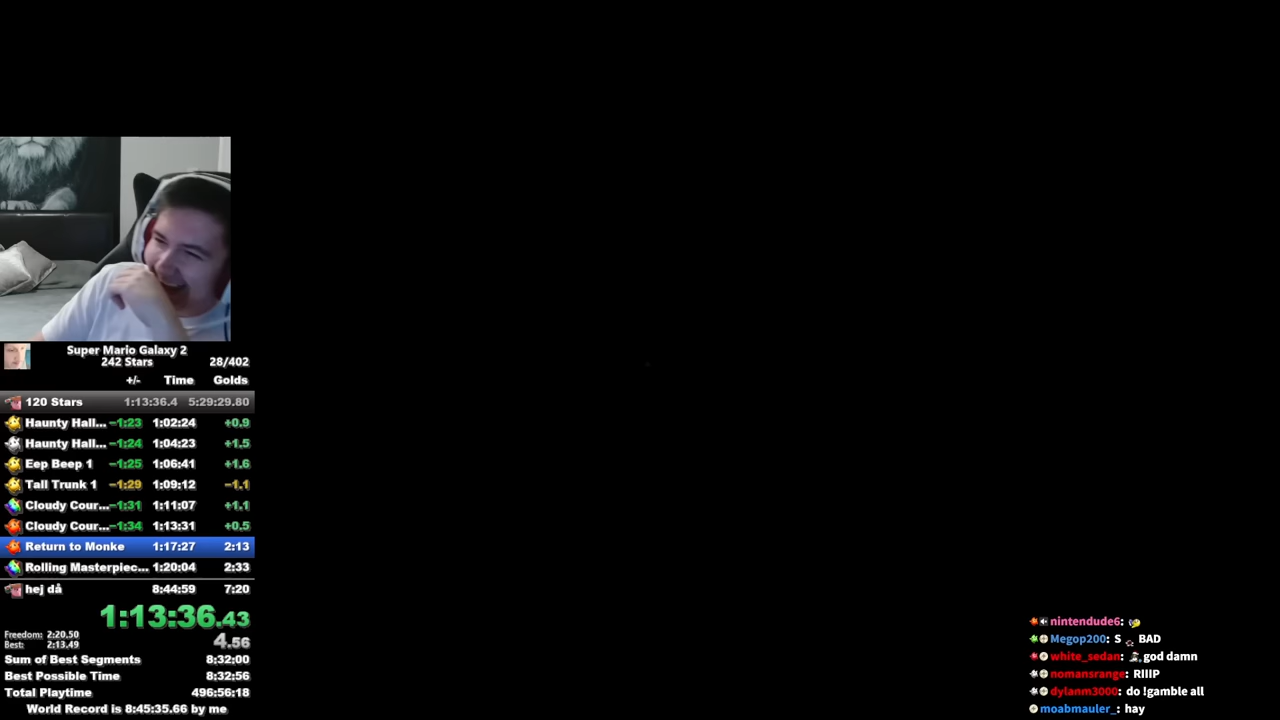 Super Mario Galaxy 2
242 Stars 28/402
+/- Time Golds
120 Stars 1:13:36.4 5:29:29.80
Haunty Hall... −1:23 1:02:24 +0.9
Haunty Hall... −1:24 1:04:23 +1.5
Eep Beep 1 −1:25 1:06:41 +1.6
Tall Trunk 1 −1:29 1:09:12 −1.1
Cloudy Cour... −1:31 1:11:07 +1.1
Cloudy Cour... −1:34 1:13:31 +0.5
Return to Monke 1:17:27 2:13
Rolling Masterpiec... 1:20:04 2:33
hej då 8:44:59 7:20
1:13:36.43
Freedom: 2:20.50
Best: 2:13.49
4.56
Sum of Best Segments 8:32:00
Best Possible Time 8:32:56
Total Playtime 496:56:18
World Record is 8:45:35.66 by me
nintendude6:
Megop200: S BAD
white_sedan: god damn
nomansrange: RIIIP
dylanm3000: do !gamble all
moabmauler_: hay